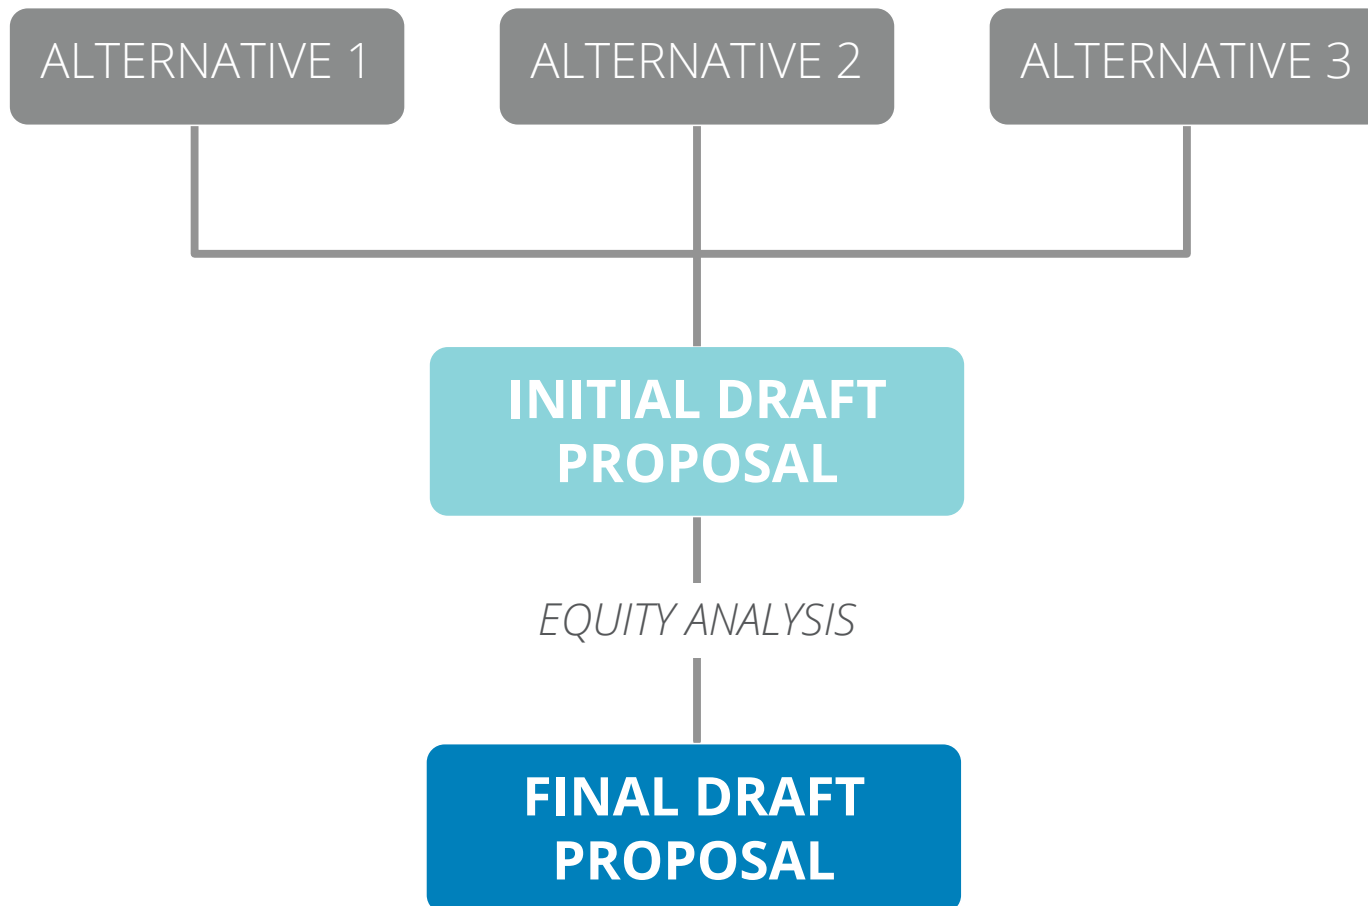 ALTERNATIVE 1
ALTERNATIVE 2
ALTERNATIVE 3
INITIAL DRAFT
PROPOSAL
EQUITY ANALYSIS
FINAL DRAFT
PROPOSAL